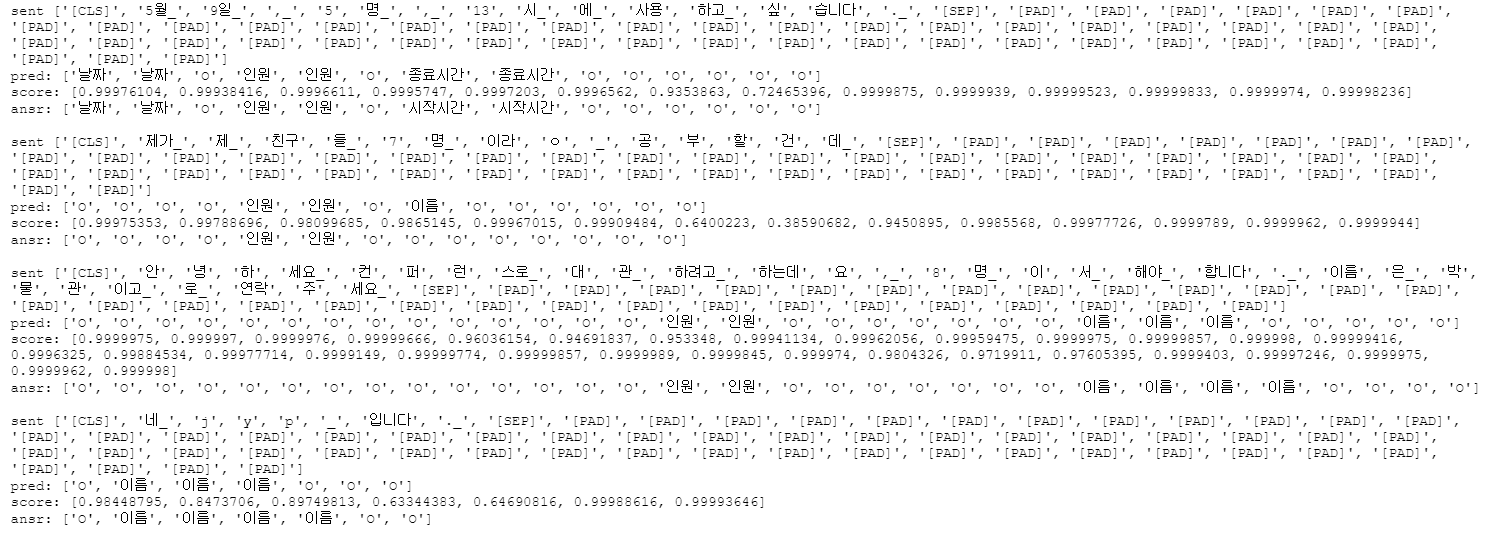 sent ['[CLS]', '5월_', '9일_', ',_', '5', '명_', ',_', '13', '시_', '에_', '사용', '하고_', '싶', '습니다', '._', '[SEP]', '[PAD]', '[PAD]', '[PAD]', '[PAD]', '[PAD]', '[PAD]',
'[PAD]', '[PAD]', '[PAD]', '[PAD]', '[PAD]', '[PAD]', '[PAD]', '[PAD]', '[PAD]', '[PAD]', '[PAD]', '[PAD]', '[PAD]', '[PAD]', '[PAD]', '[PAD]', '[PAD]', '[PAD]', '[PAD]',
'[PAD]', '[PAD]', '[PAD]', '[PAD]', '[PAD]', '[PAD]', '[PAD]', '[PAD]', '[PAD]', '[PAD]', '[PAD]', '[PAD]', '[PAD]', '[PAD]', '[PAD]', '[PAD]', '[PAD]', '[PAD]', '[PAD]',
'[PAD]', '[PAD]', '[PAD]']
pred: ['날짜', '날짜', 'O', '인원', '인원', 'O', '종료시간', '종료시간', 'O', 'O', 'O', 'O', 'O', 'O']
score: [0.99976104, 0.99938416, 0.9996611, 0.9995747, 0.9997203, 0.9996562, 0.9353863, 0.72465396, 0.9999875, 0.9999939, 0.99999523, 0.99999833, 0.9999974, 0.99998236]
ansr: ['날짜', '날짜', 'O', '인원', '인원', 'O', '시작시간', '시작시간', 'O', 'O', 'O', 'O', 'O', 'O']
sent ['[CLS]', '제가_', '제_', '친구', '들_', '7', '명_', '이라', 'ㅇ', '_', '공', '부', '할', '건', '데_', '[SEP]', '[PAD]', '[PAD]', '[PAD]', '[PAD]', '[PAD]', '[PAD]', '[PAD]',
'[PAD]', '[PAD]', '[PAD]', '[PAD]', '[PAD]', '[PAD]', '[PAD]', '[PAD]', '[PAD]', '[PAD]', '[PAD]', '[PAD]', '[PAD]', '[PAD]', '[PAD]', '[PAD]', '[PAD]', '[PAD]', '[PAD]',
'[PAD]', '[PAD]', '[PAD]', '[PAD]', '[PAD]', '[PAD]', '[PAD]', '[PAD]', '[PAD]', '[PAD]', '[PAD]', '[PAD]', '[PAD]', '[PAD]', '[PAD]', '[PAD]', '[PAD]', '[PAD]', '[PAD]',
'[PAD]', '[PAD]']
pred: ['O', 'O', 'O', 'O', '인원', '인원', 'O', '이름', 'O', 'O', 'O', 'O', 'O', 'O']
score: [0.99975353, 0.99788696, 0.98099685, 0.9865145, 0.99967015, 0.99909484, 0.6400223, 0.38590682, 0.9450895, 0.9985568, 0.99977726, 0.9999789, 0.9999962, 0.9999944]
ansr: ['O', 'O', 'O', 'O', '인원', '인원', 'O', 'O', 'O', 'O', 'O', 'O', 'O', 'O']
sent ['[CLS]', '안', '녕', '하', '세요_', '컨', '퍼', '런', '스로_', '대', '관_', '하려고_', '하는데', '요', ',_', '8', '명_', '이', '서_', '해야_', '합니다', '._', '이름', '은_', '박',
'물', '관', '이고_', '로_', '연락', '주', '세요_', '[SEP]', '[PAD]', '[PAD]', '[PAD]', '[PAD]', '[PAD]', '[PAD]', '[PAD]', '[PAD]', '[PAD]', '[PAD]', '[PAD]', '[PAD]', '[PAD]',
'[PAD]', '[PAD]', '[PAD]', '[PAD]', '[PAD]', '[PAD]', '[PAD]', '[PAD]', '[PAD]', '[PAD]', '[PAD]', '[PAD]', '[PAD]', '[PAD]', '[PAD]', '[PAD]', '[PAD]']
pred: ['O', 'O', 'O', 'O', 'O', 'O', 'O', 'O', 'O', 'O', 'O', 'O', 'O', 'O', '인원', '인원', 'O', 'O', 'O', 'O', 'O', 'O', 'O', '이름', '이름', '이름', 'O', 'O', 'O', 'O', 'O']
score: [0.9999975, 0.999997, 0.9999976, 0.99999666, 0.96036154, 0.94691837, 0.953348, 0.99941134, 0.99962056, 0.99959475, 0.9999975, 0.99999857, 0.999998, 0.99999416,
0.9996325, 0.99884534, 0.99977714, 0.9999149, 0.99999774, 0.99999857, 0.9999989, 0.9999845, 0.999974, 0.9804326, 0.9719911, 0.97605395, 0.9999403, 0.99997246, 0.9999975,
0.9999962, 0.999998]
ansr: ['O', 'O', 'O', 'O', 'O', 'O', 'O', 'O', 'O', 'O', 'O', 'O', 'O', 'O', '인원', '인원', 'O', 'O', 'O', 'O', 'O', 'O', 'O', '이름', '이름', '이름', '이름', 'O', 'O', 'O', 'O']
sent ['[CLS]', '네_', 'j', 'y', 'p', '_', '입니다', '._', '[SEP]', '[PAD]', '[PAD]', '[PAD]', '[PAD]', '[PAD]', '[PAD]', '[PAD]', '[PAD]', '[PAD]', '[PAD]', '[PAD]', '[PAD]',
'[PAD]', '[PAD]', '[PAD]', '[PAD]', '[PAD]', '[PAD]', '[PAD]', '[PAD]', '[PAD]', '[PAD]', '[PAD]', '[PAD]', '[PAD]', '[PAD]', '[PAD]', '[PAD]', '[PAD]', '[PAD]', '[PAD]',
'[PAD]', '[PAD]', '[PAD]', '[PAD]', '[PAD]', '[PAD]', '[PAD]', '[PAD]', '[PAD]', '[PAD]', '[PAD]', '[PAD]', '[PAD]', '[PAD]', '[PAD]', '[PAD]', '[PAD]', '[PAD]', '[PAD]',
'[PAD]', '[PAD]', '[PAD]', '[PAD]']
pred: ['O', '이름', '이름', '이름', 'O', 'O', 'O']
score: [0.98448795, 0.8473706, 0.89749813, 0.63344383, 0.64690816, 0.99988616, 0.99993646]
ansr: ['O', '이름', '이름', '이름', '이름', 'O', 'O']